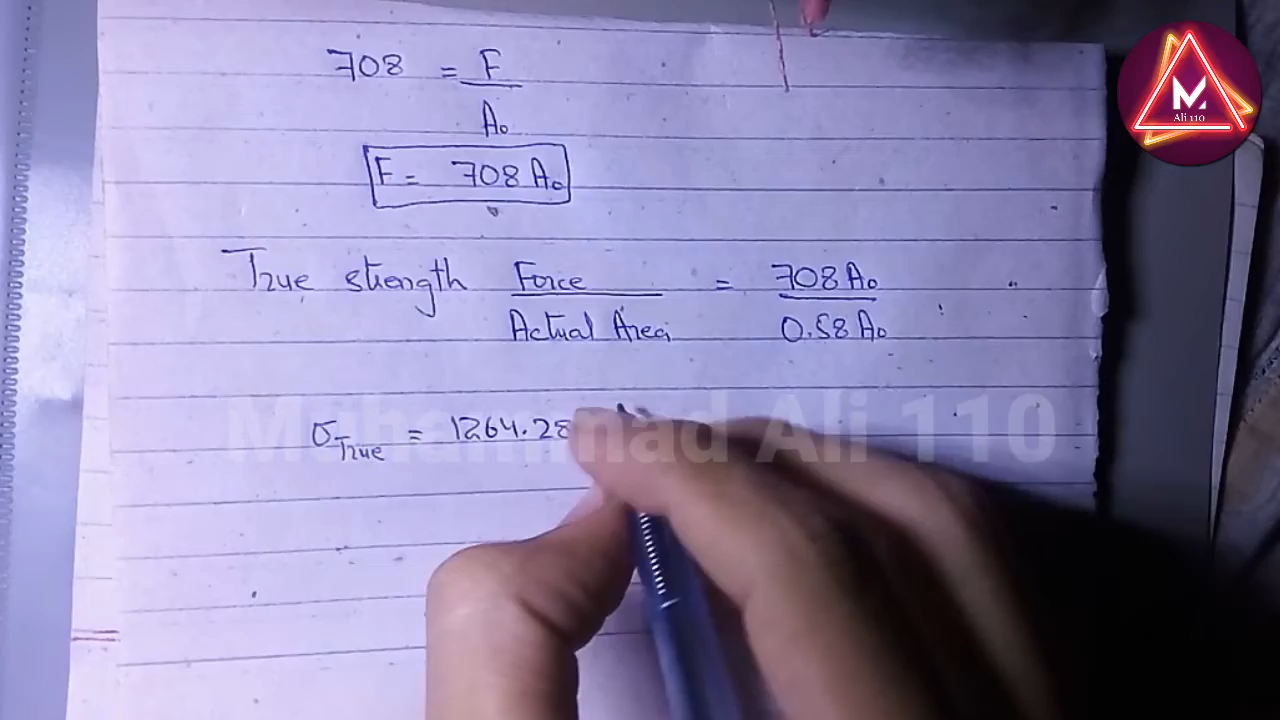 708 = F
A₀
F = 708 A₀
True strength Force = 708 A₀
Actual Area 0.58 A₀
σTrue = 1264.28
Muhammad Ali 110
M
Ali 110